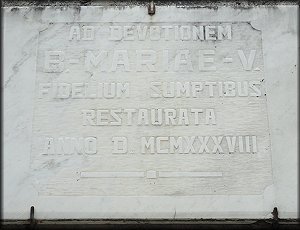 AD DEVOTIONEM
B-MARIAE-V.
FIDELIUM SUMPTIBUS
RESTAURATA
ANNO D. MCMXXXVIII